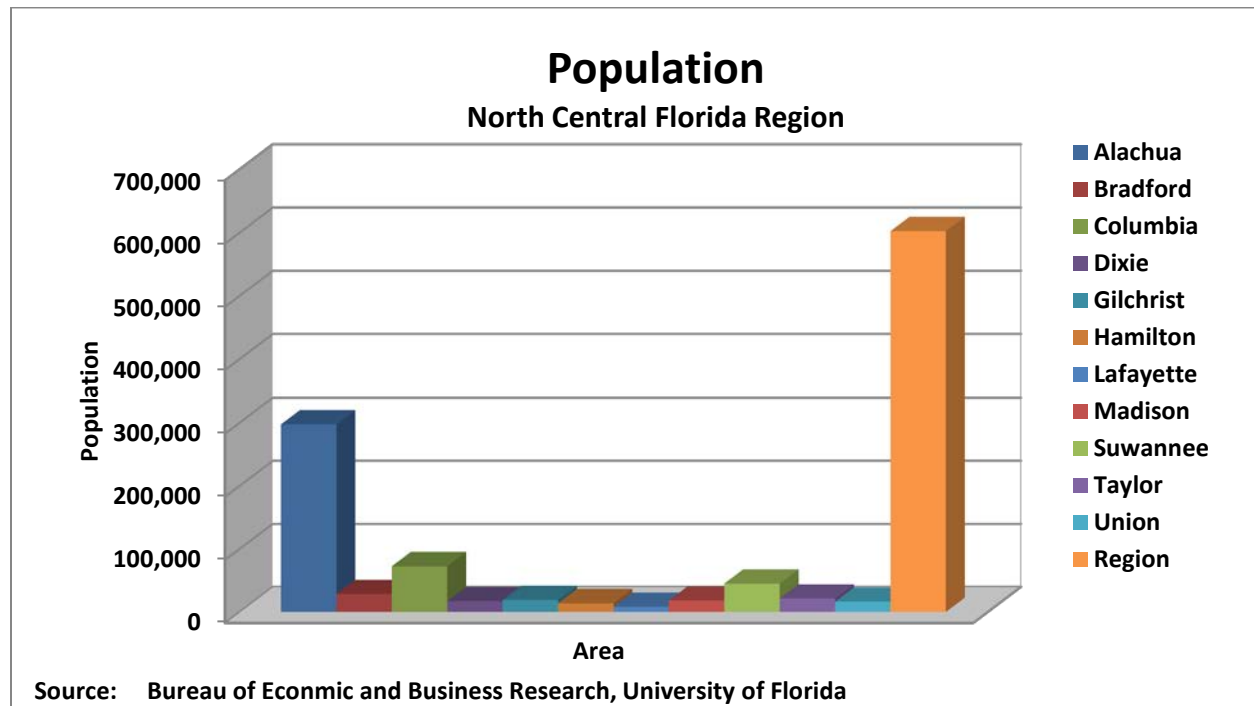 Population
North Central Florida Region
700,000
600,000
500,000
400,000
300,000
200,000
100,000
0
Population
Area
Alachua
Bradford
Columbia
Dixie
Gilchrist
Hamilton
Lafayette
Madison
Suwannee
Taylor
Union
Region
Source: Bureau of Econmic and Business Research, University of Florida